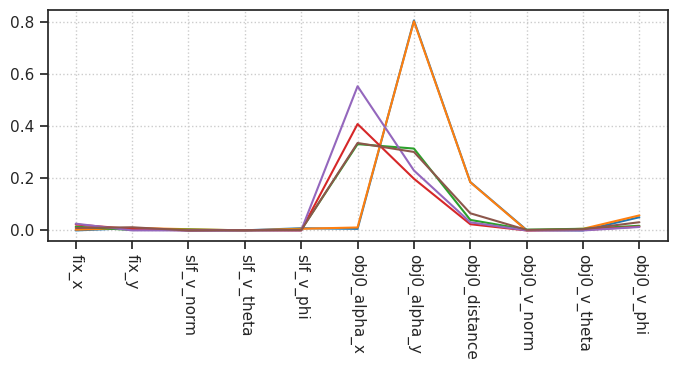 0.8
0.6
0.4
0.2
0.0
fix_x
fix_y
slf_v_norm
slf_v_theta
slf_v_phi
obj0_alpha_x
obj0_alpha_y
obj0_distance
obj0_v_norm
obj0_v_theta
obj0_v_phi